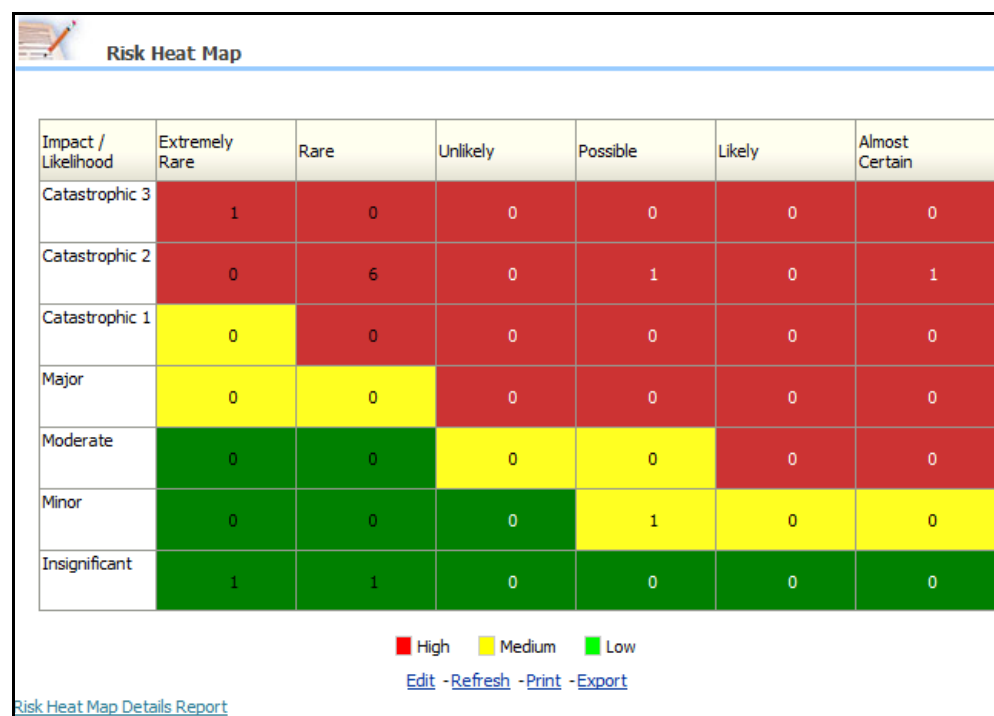 Risk Heat Map
Impact / Likelihood Extremely Rare Rare Unlikely Possible Likely Almost Certain
Catastrophic 3 1 0 0 0 0 0
Catastrophic 2 0 6 0 1 0 1
Catastrophic 1 0 0 0 0 0 0
Major 0 0 0 0 0 0
Moderate 0 0 0 0 0 0
Minor 0 0 0 1 0 0
Insignificant 1 1 0 0 0 0
High Medium Low
Edit -Refresh -Print -Export
Risk Heat Map Details Report